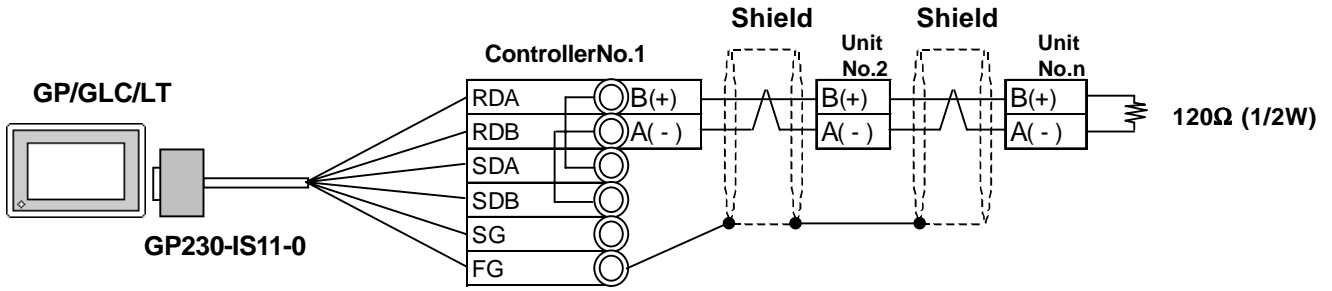 Shield
Shield
ControllerNo.1
Unit
No.2
Unit
No.n
GP/GLC/LT
RDA
B(+)
B(+)
B(+)
RDB
A( - )
A( - )
A( - )
120Ω (1/2W)
SDA
SDB
SG
FG
GP230-IS11-0